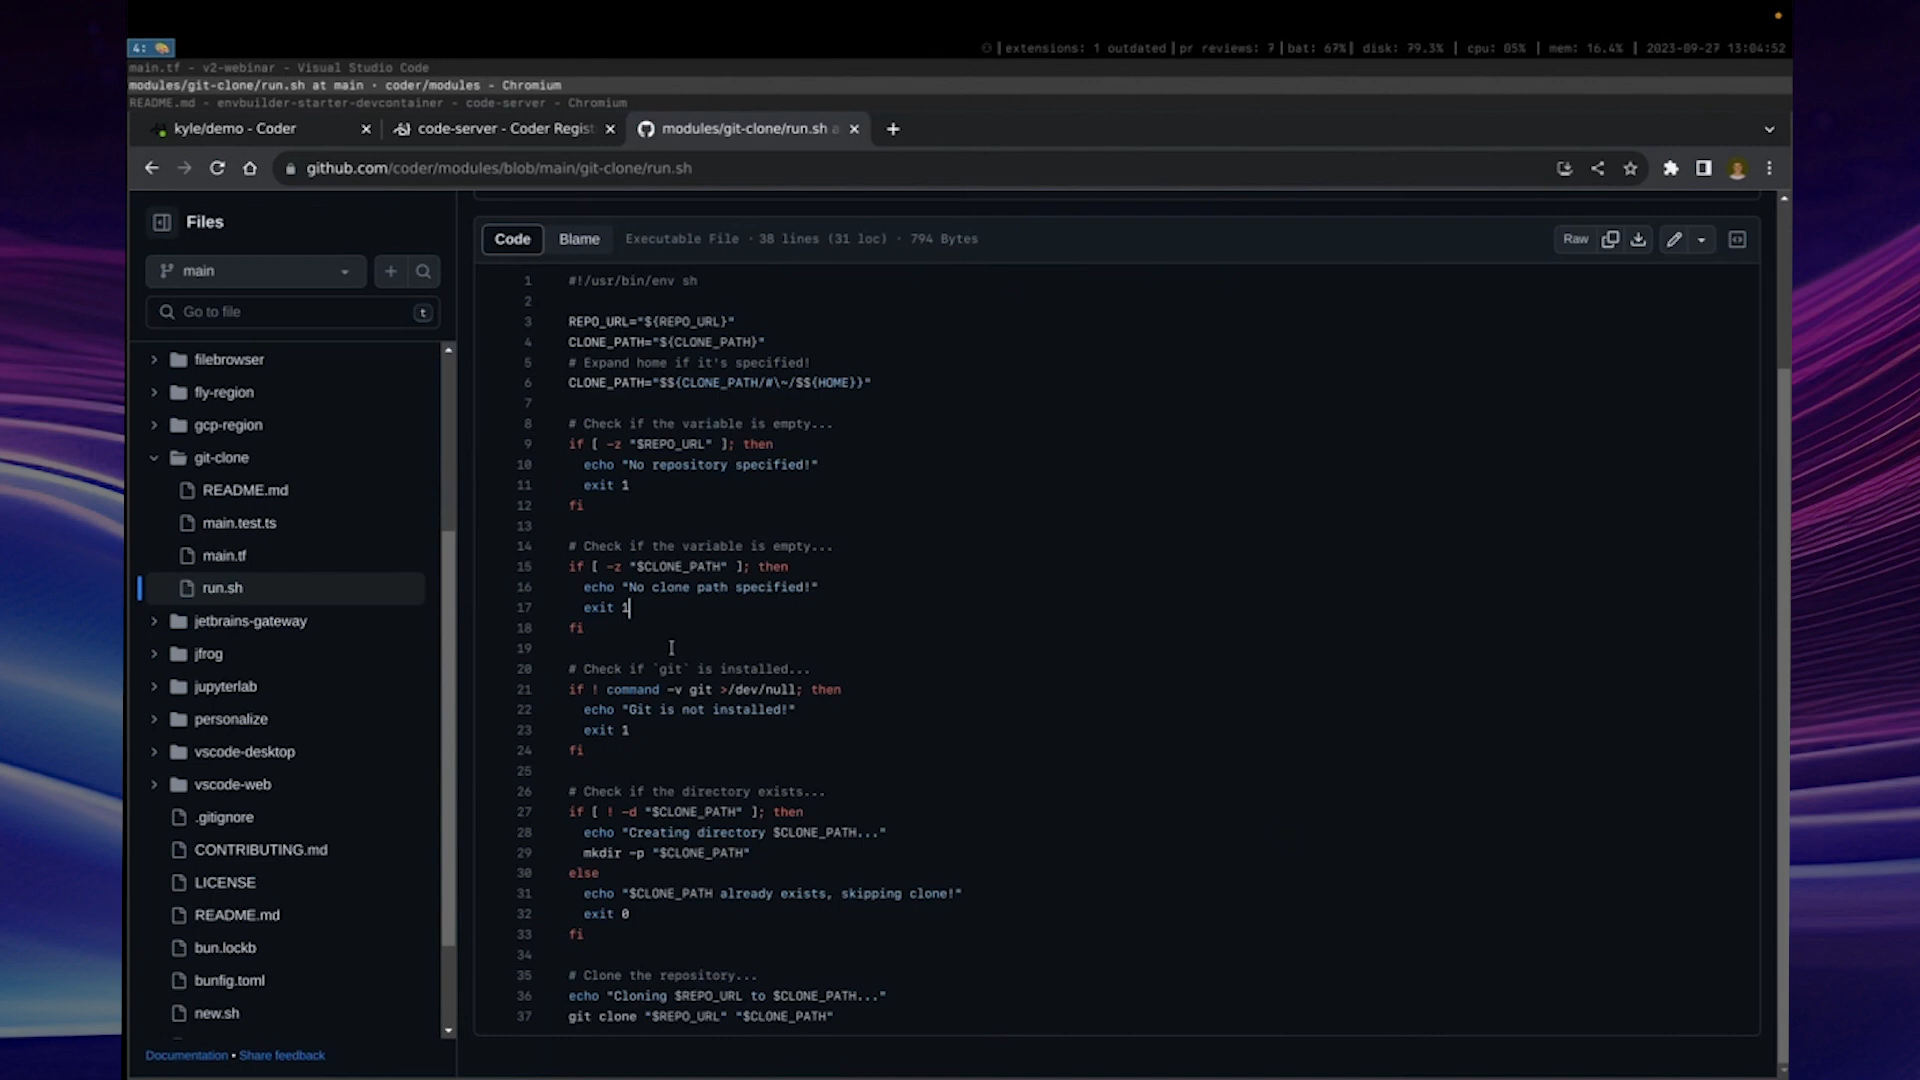 4:
extensions: 1 outdated | pr reviews: 7 | bat: 67% | disk: 79.3% | cpu: 05% | mem: 16.4% | 2023-09-27 13:04:52
main.tf - v2-webinar - Visual Studio Code
modules/git-clone/run.sh at main · coder/modules - Chromium
README.md - envbuilder-starter-devcontainer - code-server - Chromium
kyle/demo - Coder
code-server - Coder Regist
modules/git-clone/run.sh a
github.com/coder/modules/blob/main/git-clone/run.sh
Files
main
Go to file
t
filebrowser
fly-region
gcp-region
git-clone
README.md
main.test.ts
main.tf
run.sh
jetbrains-gateway
jfrog
jupyterlab
personalize
vscode-desktop
vscode-web
.gitignore
CONTRIBUTING.md
LICENSE
README.md
bun.lockb
bunfig.toml
new.sh
Documentation • Share feedback
Code
Blame
Executable File · 38 lines (31 loc) · 794 Bytes
Raw
1 #!/usr/bin/env sh
2
3 REPO_URL="${REPO_URL}"
4 CLONE_PATH="${CLONE_PATH}"
5 # Expand home if it's specified!
6 CLONE_PATH="$${CLONE_PATH/#\~/$${HOME}}"
7
8 # Check if the variable is empty...
9 if [ -z "$REPO_URL" ]; then
10 echo "No repository specified!"
11 exit 1
12 fi
13
14 # Check if the variable is empty...
15 if [ -z "$CLONE_PATH" ]; then
16 echo "No clone path specified!"
17 exit 1
18 fi
19
20 # Check if `git` is installed...
21 if ! command -v git >/dev/null; then
22 echo "Git is not installed!"
23 exit 1
24 fi
25
26 # Check if the directory exists...
27 if [ ! -d "$CLONE_PATH" ]; then
28 echo "Creating directory $CLONE_PATH..."
29 mkdir -p "$CLONE_PATH"
30 else
31 echo "$CLONE_PATH already exists, skipping clone!"
32 exit 0
33 fi
34
35 # Clone the repository...
36 echo "Cloning $REPO_URL to $CLONE_PATH..."
37 git clone "$REPO_URL" "$CLONE_PATH"